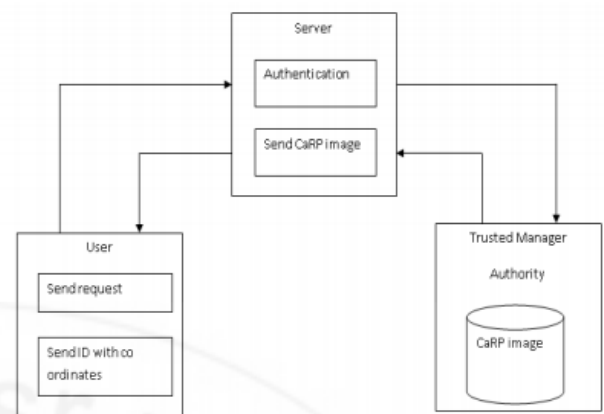 Server
Authentication
Send CaRP image
User
Send request
Send ID with co
ordinates
Trusted Manager
Authority
CaRP image